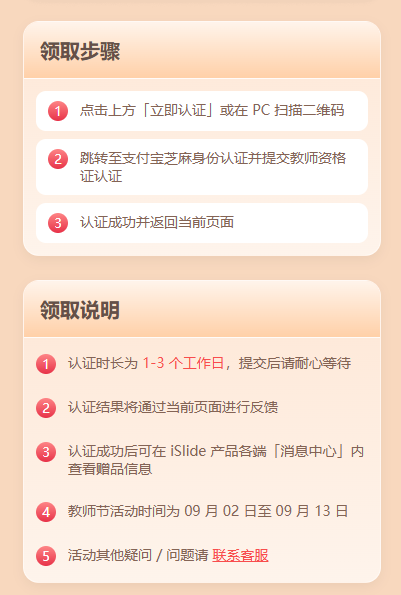 领取步骤
1 点击上方「立即认证」或在 PC 扫描二维码
2 跳转至支付宝芝麻身份认证并提交教师资格
证认证
3 认证成功并返回当前页面
领取说明
1 认证时长为 1-3 个工作日，提交后请耐心等待
2 认证结果将通过当前页面进行反馈
3 认证成功后可在 iSlide 产品各端「消息中心」内
查看赠品信息
4 教师节活动时间为 09 月 02 日至 09 月 13 日
5 活动其他疑问 / 问题请 联系客服